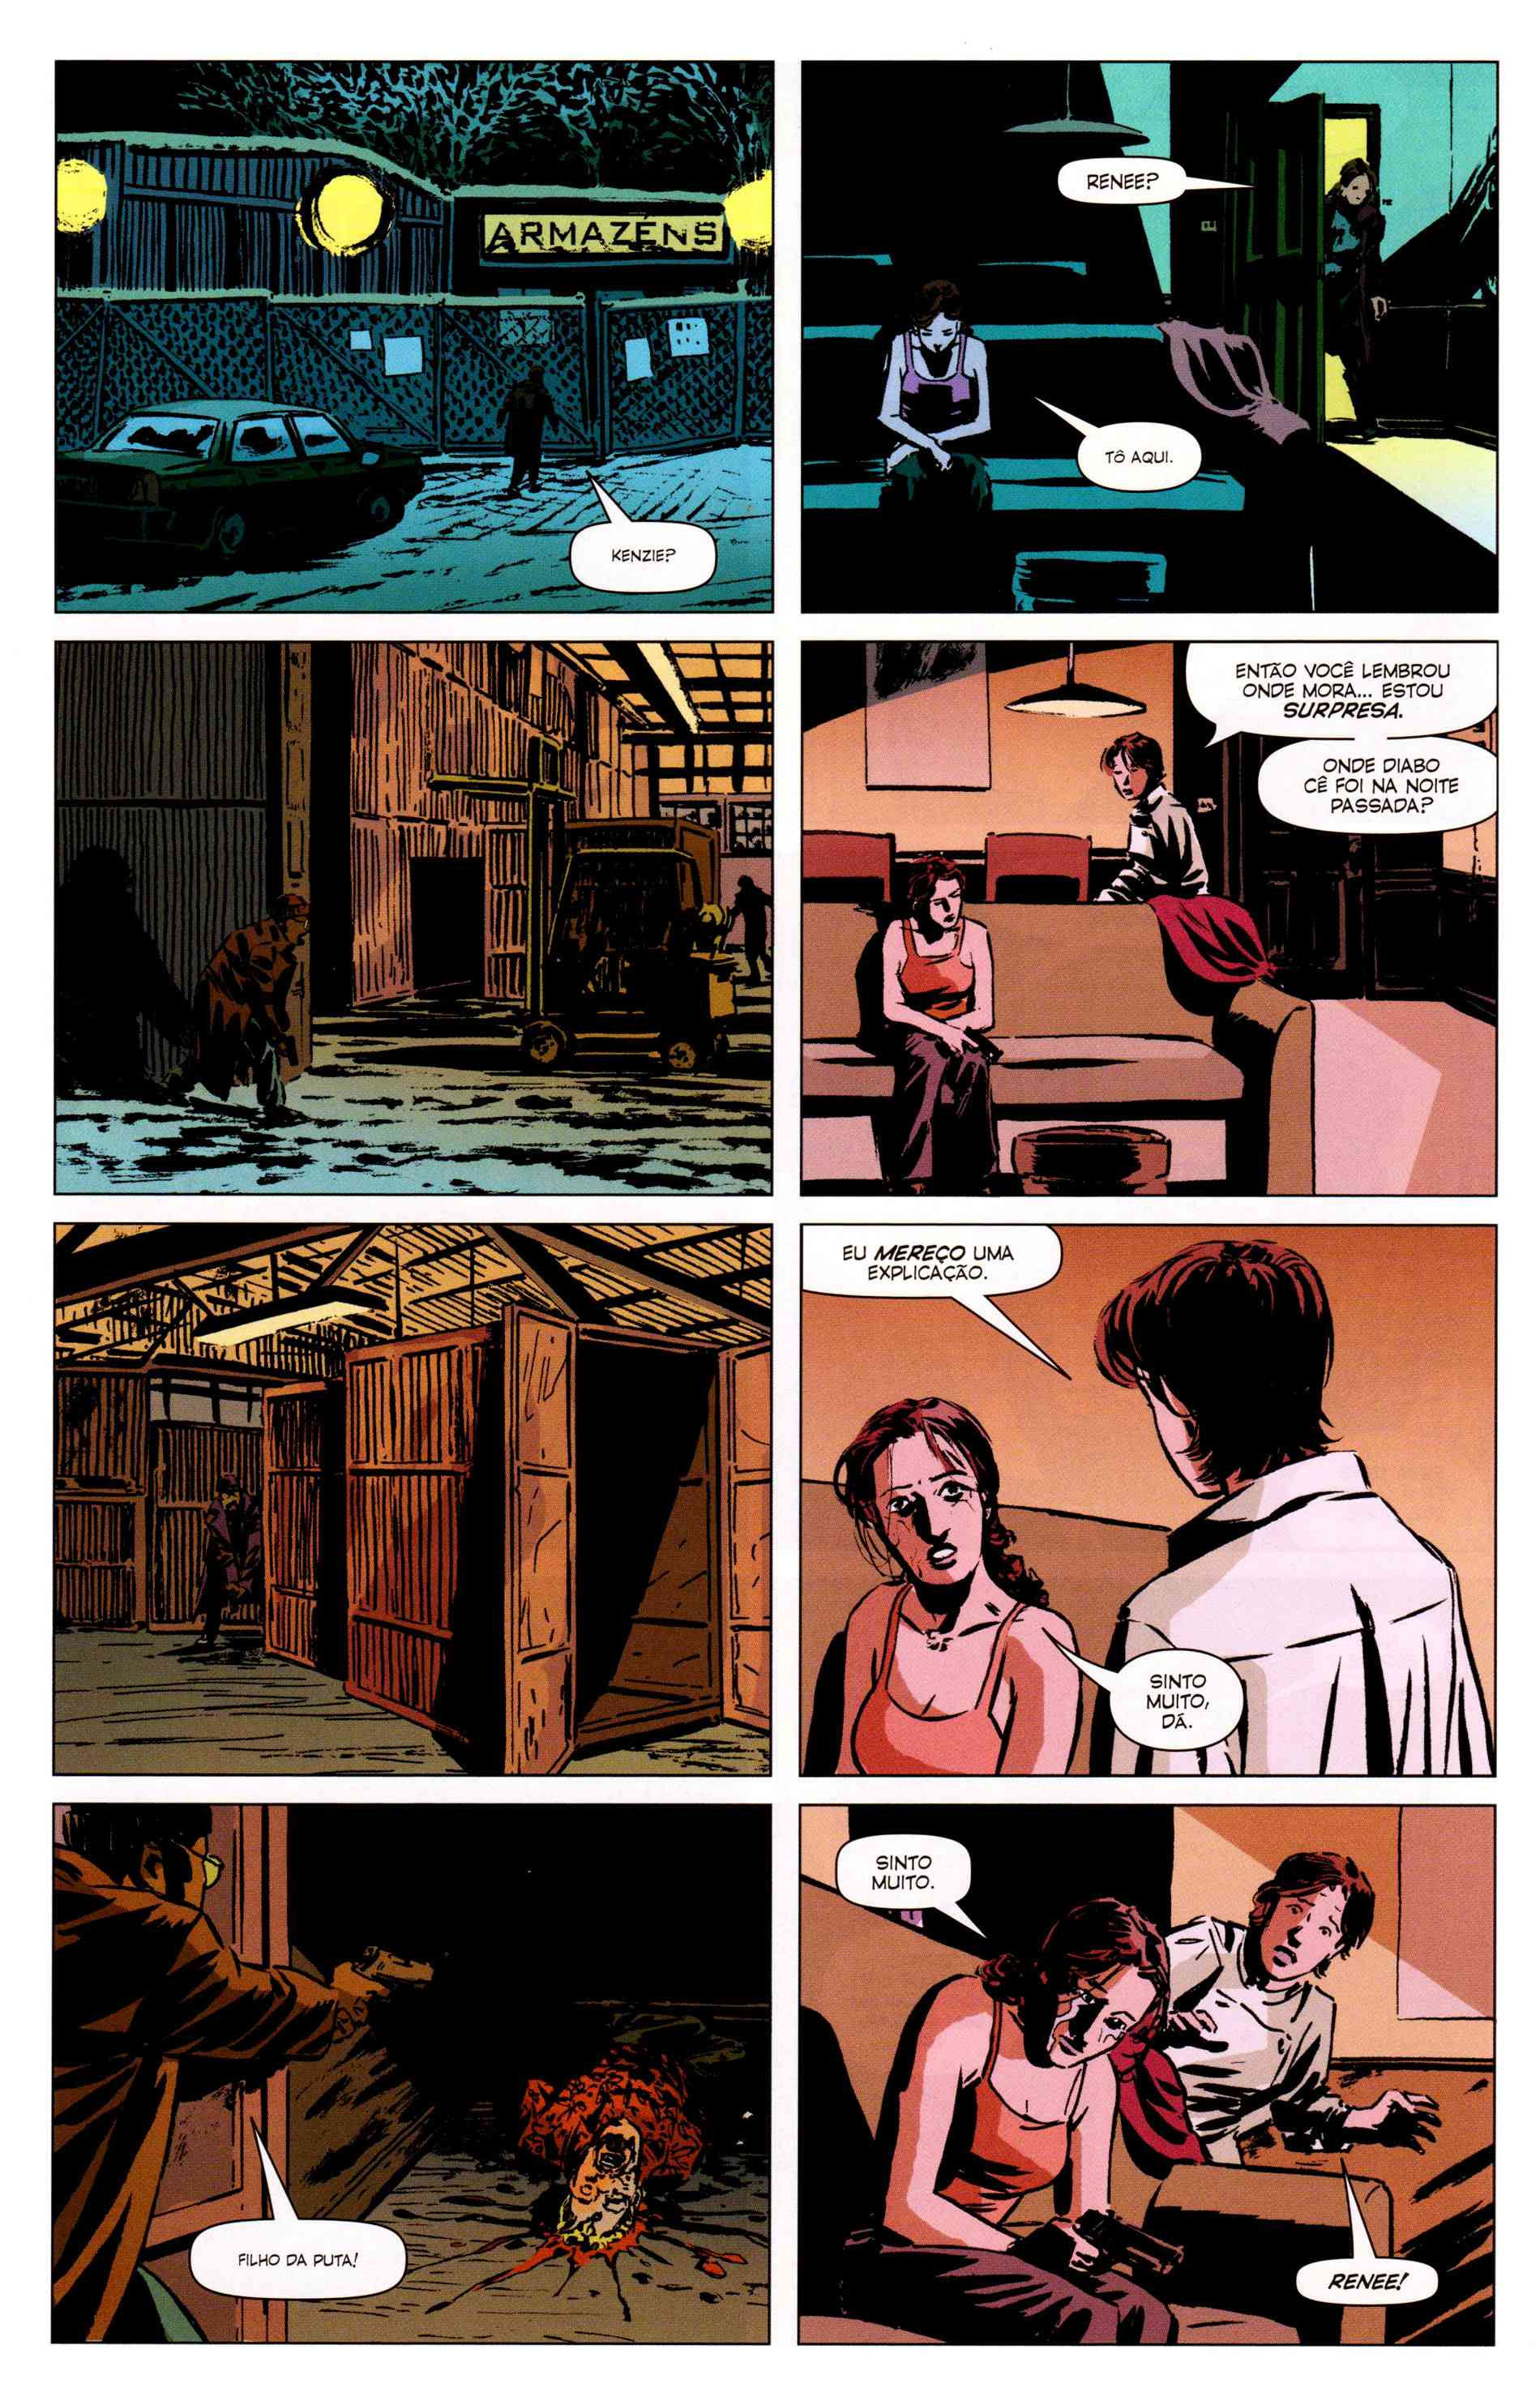 ARMAZÉNS
KENZIE?
RENEE?
TÔ AQUI.
ENTÃO VOCÊ LEMBROU
ONDE MORA... ESTOU
SURPRESA.
ONDE DIABO
CÊ FOI NA NOITE
PASSADA?
EU MEREÇO UMA
EXPLICAÇÃO.
SINTO
MUITO,
DÁ.
FILHO DA PUTA!
SINTO
MUITO.
RENEE!